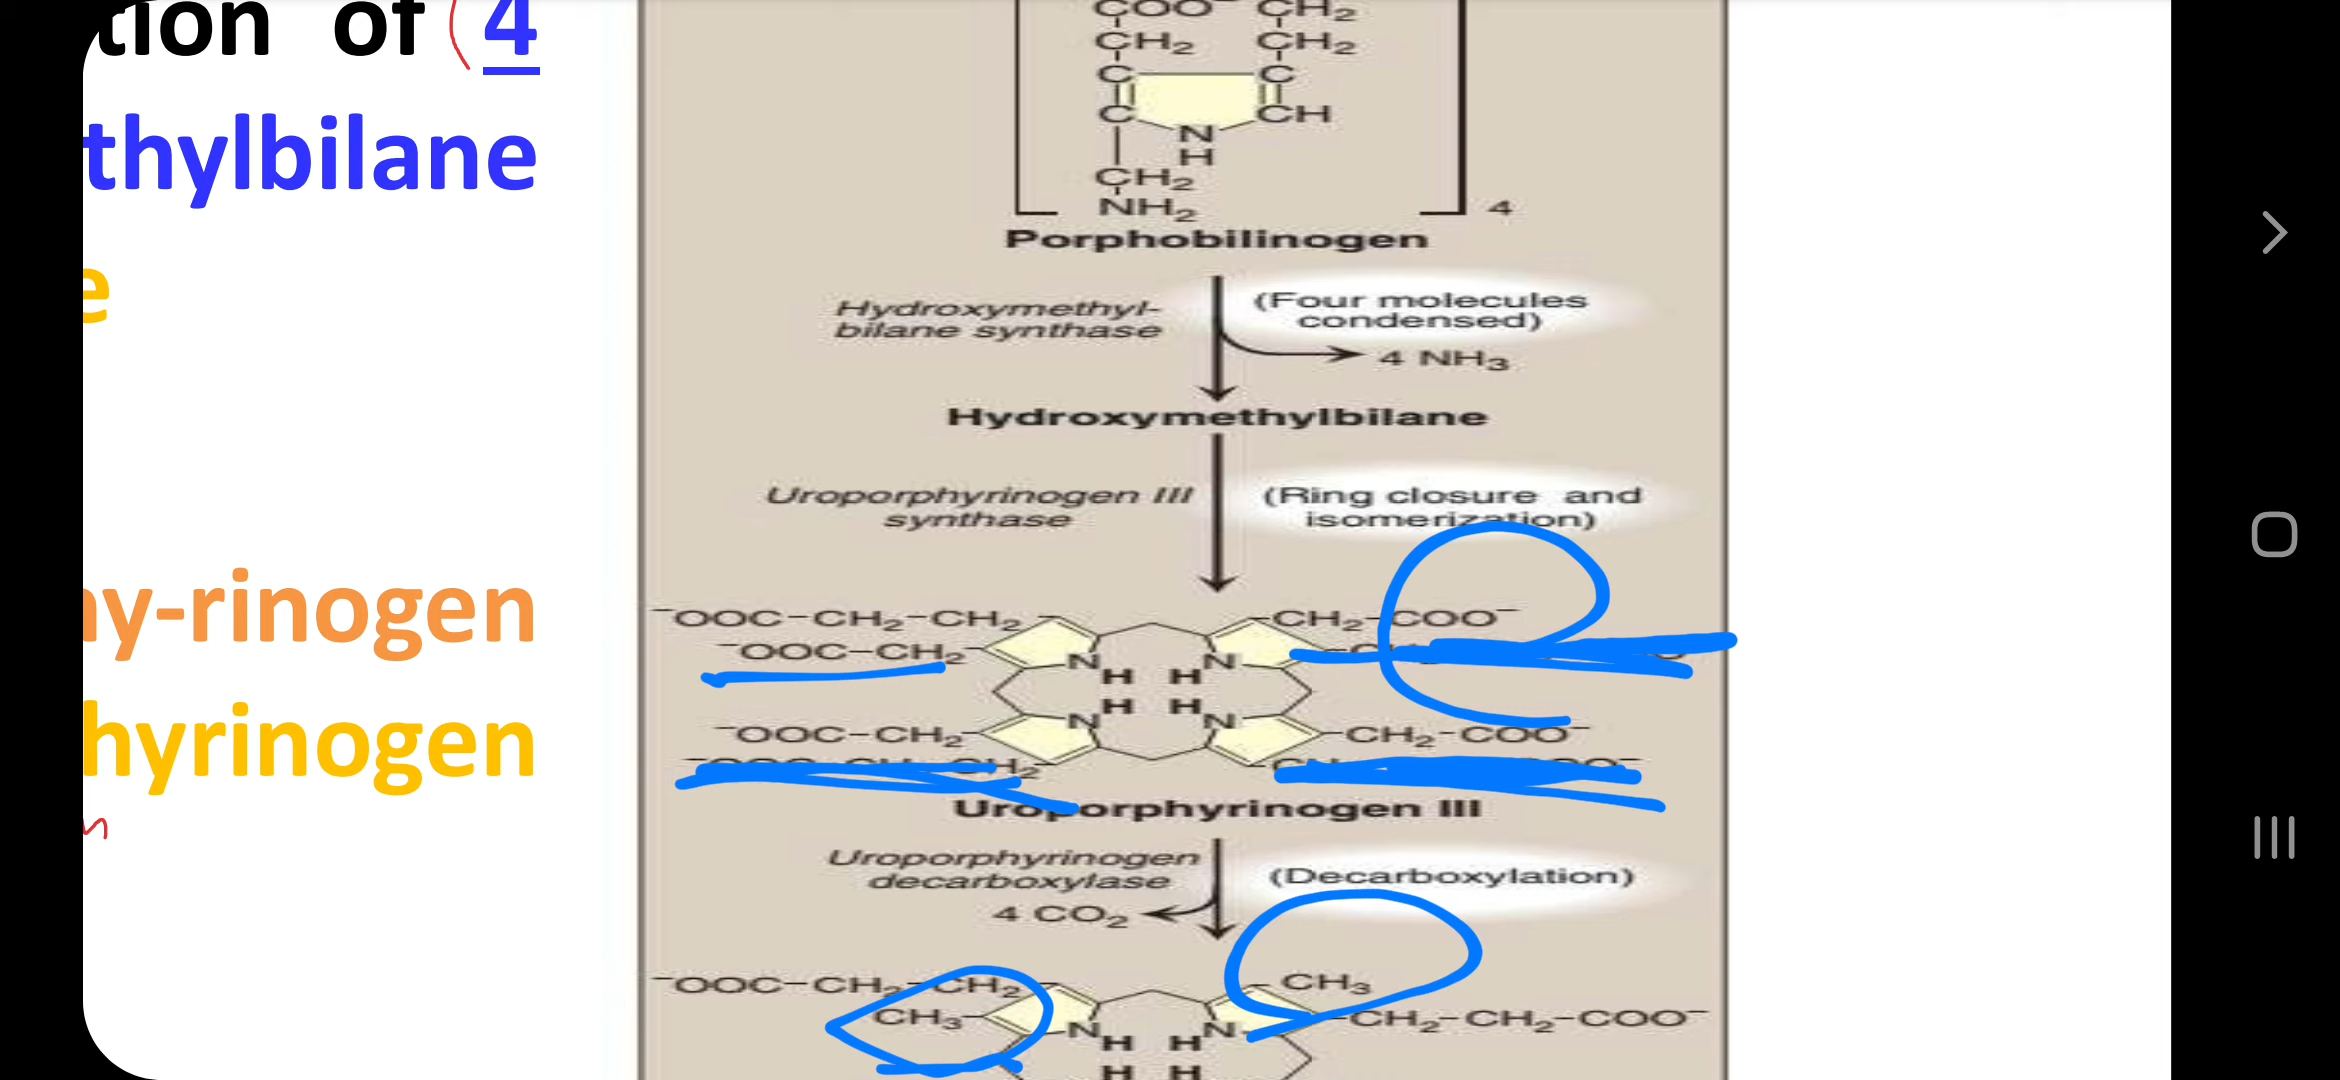 tion of (4
thylbilane
e
hy-rinogen
hyrinogen
COO⁻ CH₂
CH₂ CH₂
C C
C CH
N
H
CH₂
NH₂
4
Porphobilinogen
Hydroxymethyl-
bilane synthase
(Four molecules
condensed)
4 NH₃
Hydroxymethylbilane
Uroporphyrinogen III
synthase
(Ring closure and
isomerization)
⁻OOC-CH₂-CH₂ CH₂-COO⁻
⁻OOC-CH₂ N N
H H
H H
⁻OOC-CH₂ N N CH₂-COO⁻
Uroporphyrinogen III
Uroporphyrinogen
decarboxylase
(Decarboxylation)
4 CO₂
⁻OOC-CH₂-CH₂ CH₃
CH₃ N N CH₂-CH₂-COO⁻
H H
H H